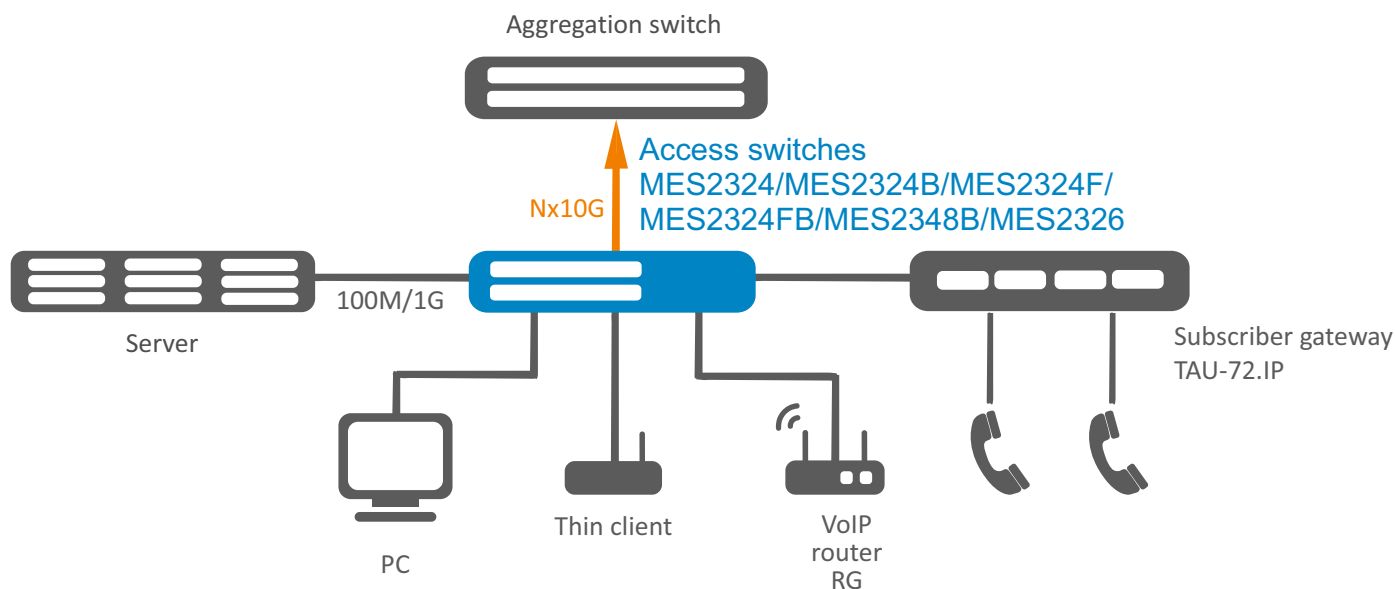 Aggregation switch
Access switches
MES2324/MES2324B/MES2324F/
MES2324FB/MES2348B/MES2326
Nx10G
100M/1G
Server
Subscriber gateway
TAU-72.IP
PC
Thin client
VoIP
router
RG